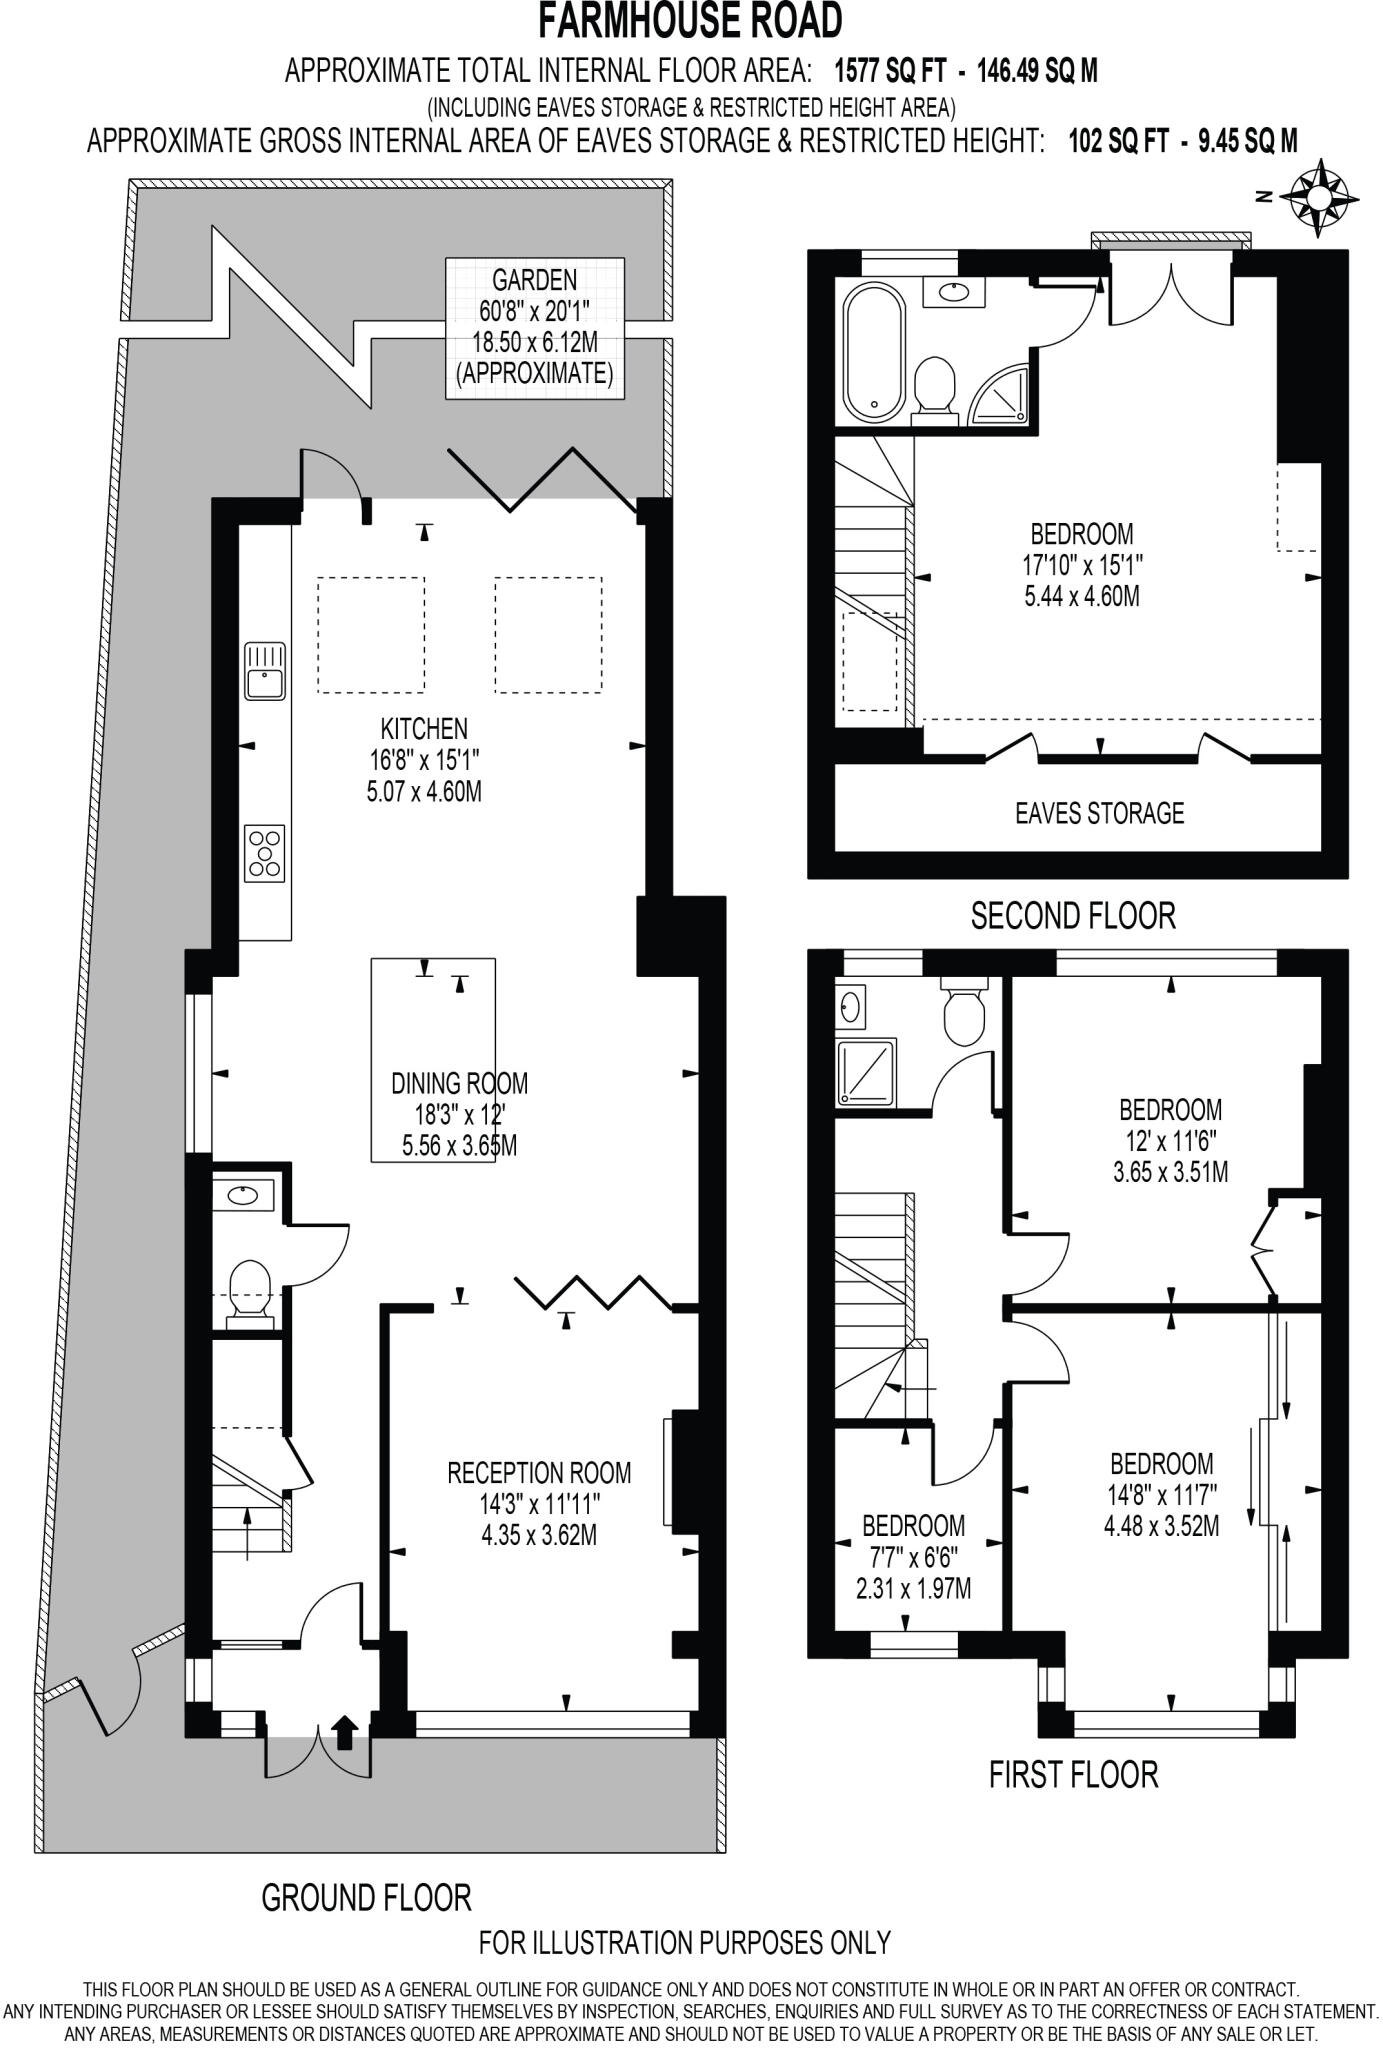 FARMHOUSE ROAD
APPROXIMATE TOTAL INTERNAL FLOOR AREA: 1577 SQ FT - 146.49 SQ M
(INCLUDING EAVES STORAGE & RESTRICTED HEIGHT AREA)
APPROXIMATE GROSS INTERNAL AREA OF EAVES STORAGE & RESTRICTED HEIGHT: 102 SQ FT - 9.45 SQ M
N
GARDEN
60'8" x 20'1"
18.50 x 6.12M
(APPROXIMATE)
KITCHEN
16'8" x 15'1"
5.07 x 4.60M
DINING ROOM
18'3" x 12'
5.56 x 3.65M
RECEPTION ROOM
14'3" x 11'11"
4.35 x 3.62M
GROUND FLOOR
BEDROOM
17'10" x 15'1"
5.44 x 4.60M
EAVES STORAGE
SECOND FLOOR
BEDROOM
12' x 11'6"
3.65 x 3.51M
BEDROOM
14'8" x 11'7"
4.48 x 3.52M
BEDROOM
7'7" x 6'6"
2.31 x 1.97M
FIRST FLOOR
FOR ILLUSTRATION PURPOSES ONLY
THIS FLOOR PLAN SHOULD BE USED AS A GENERAL OUTLINE FOR GUIDANCE ONLY AND DOES NOT CONSTITUTE IN WHOLE OR IN PART AN OFFER OR CONTRACT.
ANY INTENDING PURCHASER OR LESSEE SHOULD SATISFY THEMSELVES BY INSPECTION, SEARCHES, ENQUIRIES AND FULL SURVEY AS TO THE CORRECTNESS OF EACH STATEMENT.
ANY AREAS, MEASUREMENTS OR DISTANCES QUOTED ARE APPROXIMATE AND SHOULD NOT BE USED TO VALUE A PROPERTY OR BE THE BASIS OF ANY SALE OR LET.